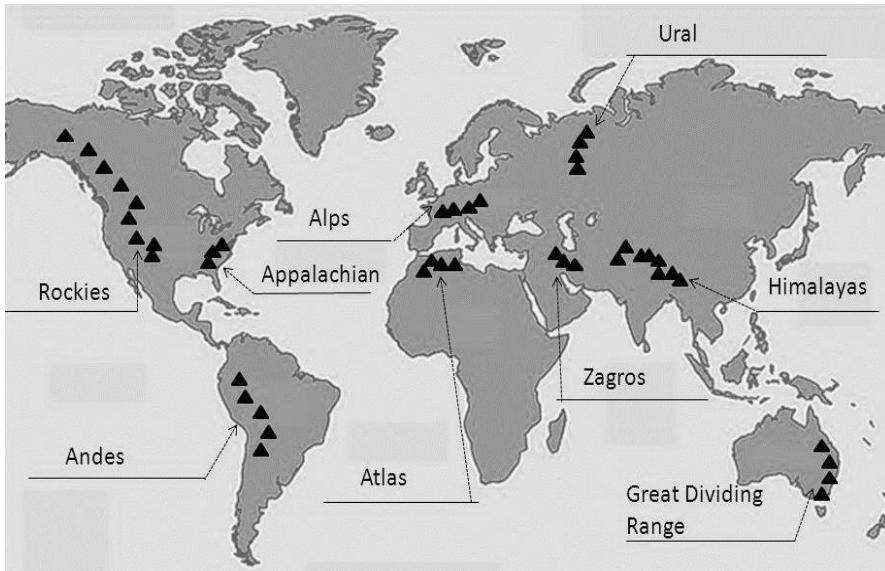 Ural
Alps
Appalachian
Rockies
Himalayas
Zagros
Andes
Atlas
Great Dividing
Range